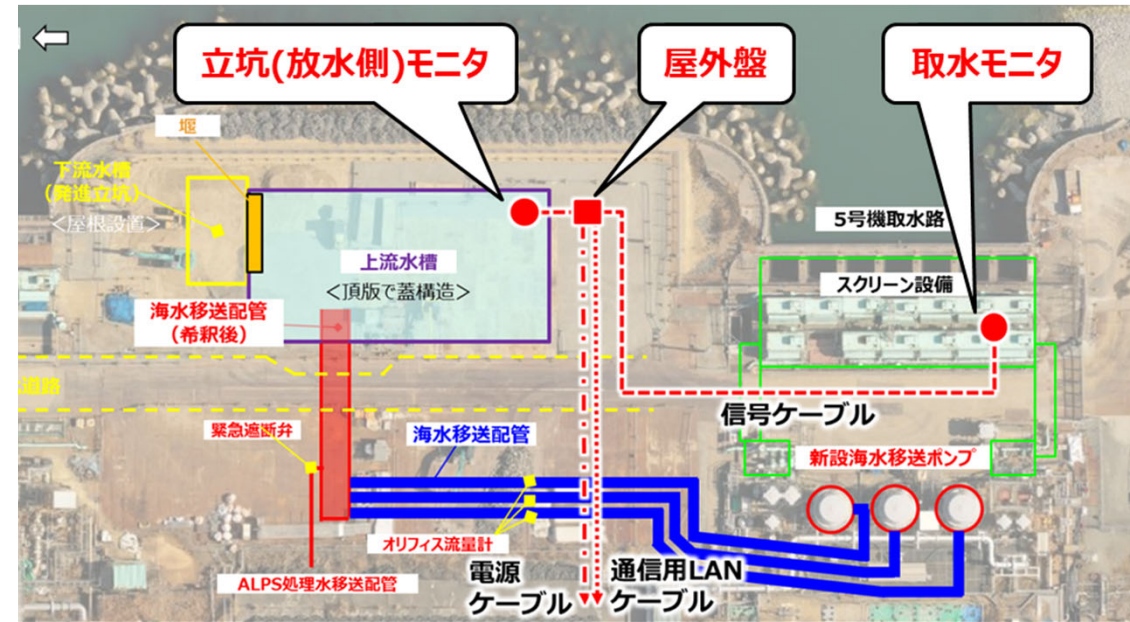 立坑(放水側)モニタ
屋外盤
取水モニタ
堰
下流水槽
(発進立坑)
＜屋根設置＞
5号機取水路
上流水槽
＜頂版で蓋構造＞
スクリーン設備
海水移送配管
(希釈後)
道路
信号ケーブル
緊急遮断弁
海水移送配管
新設海水移送ポンプ
オリフィス流量計
ALPS処理水移送配管
電源
ケーブル
通信用LAN
ケーブル